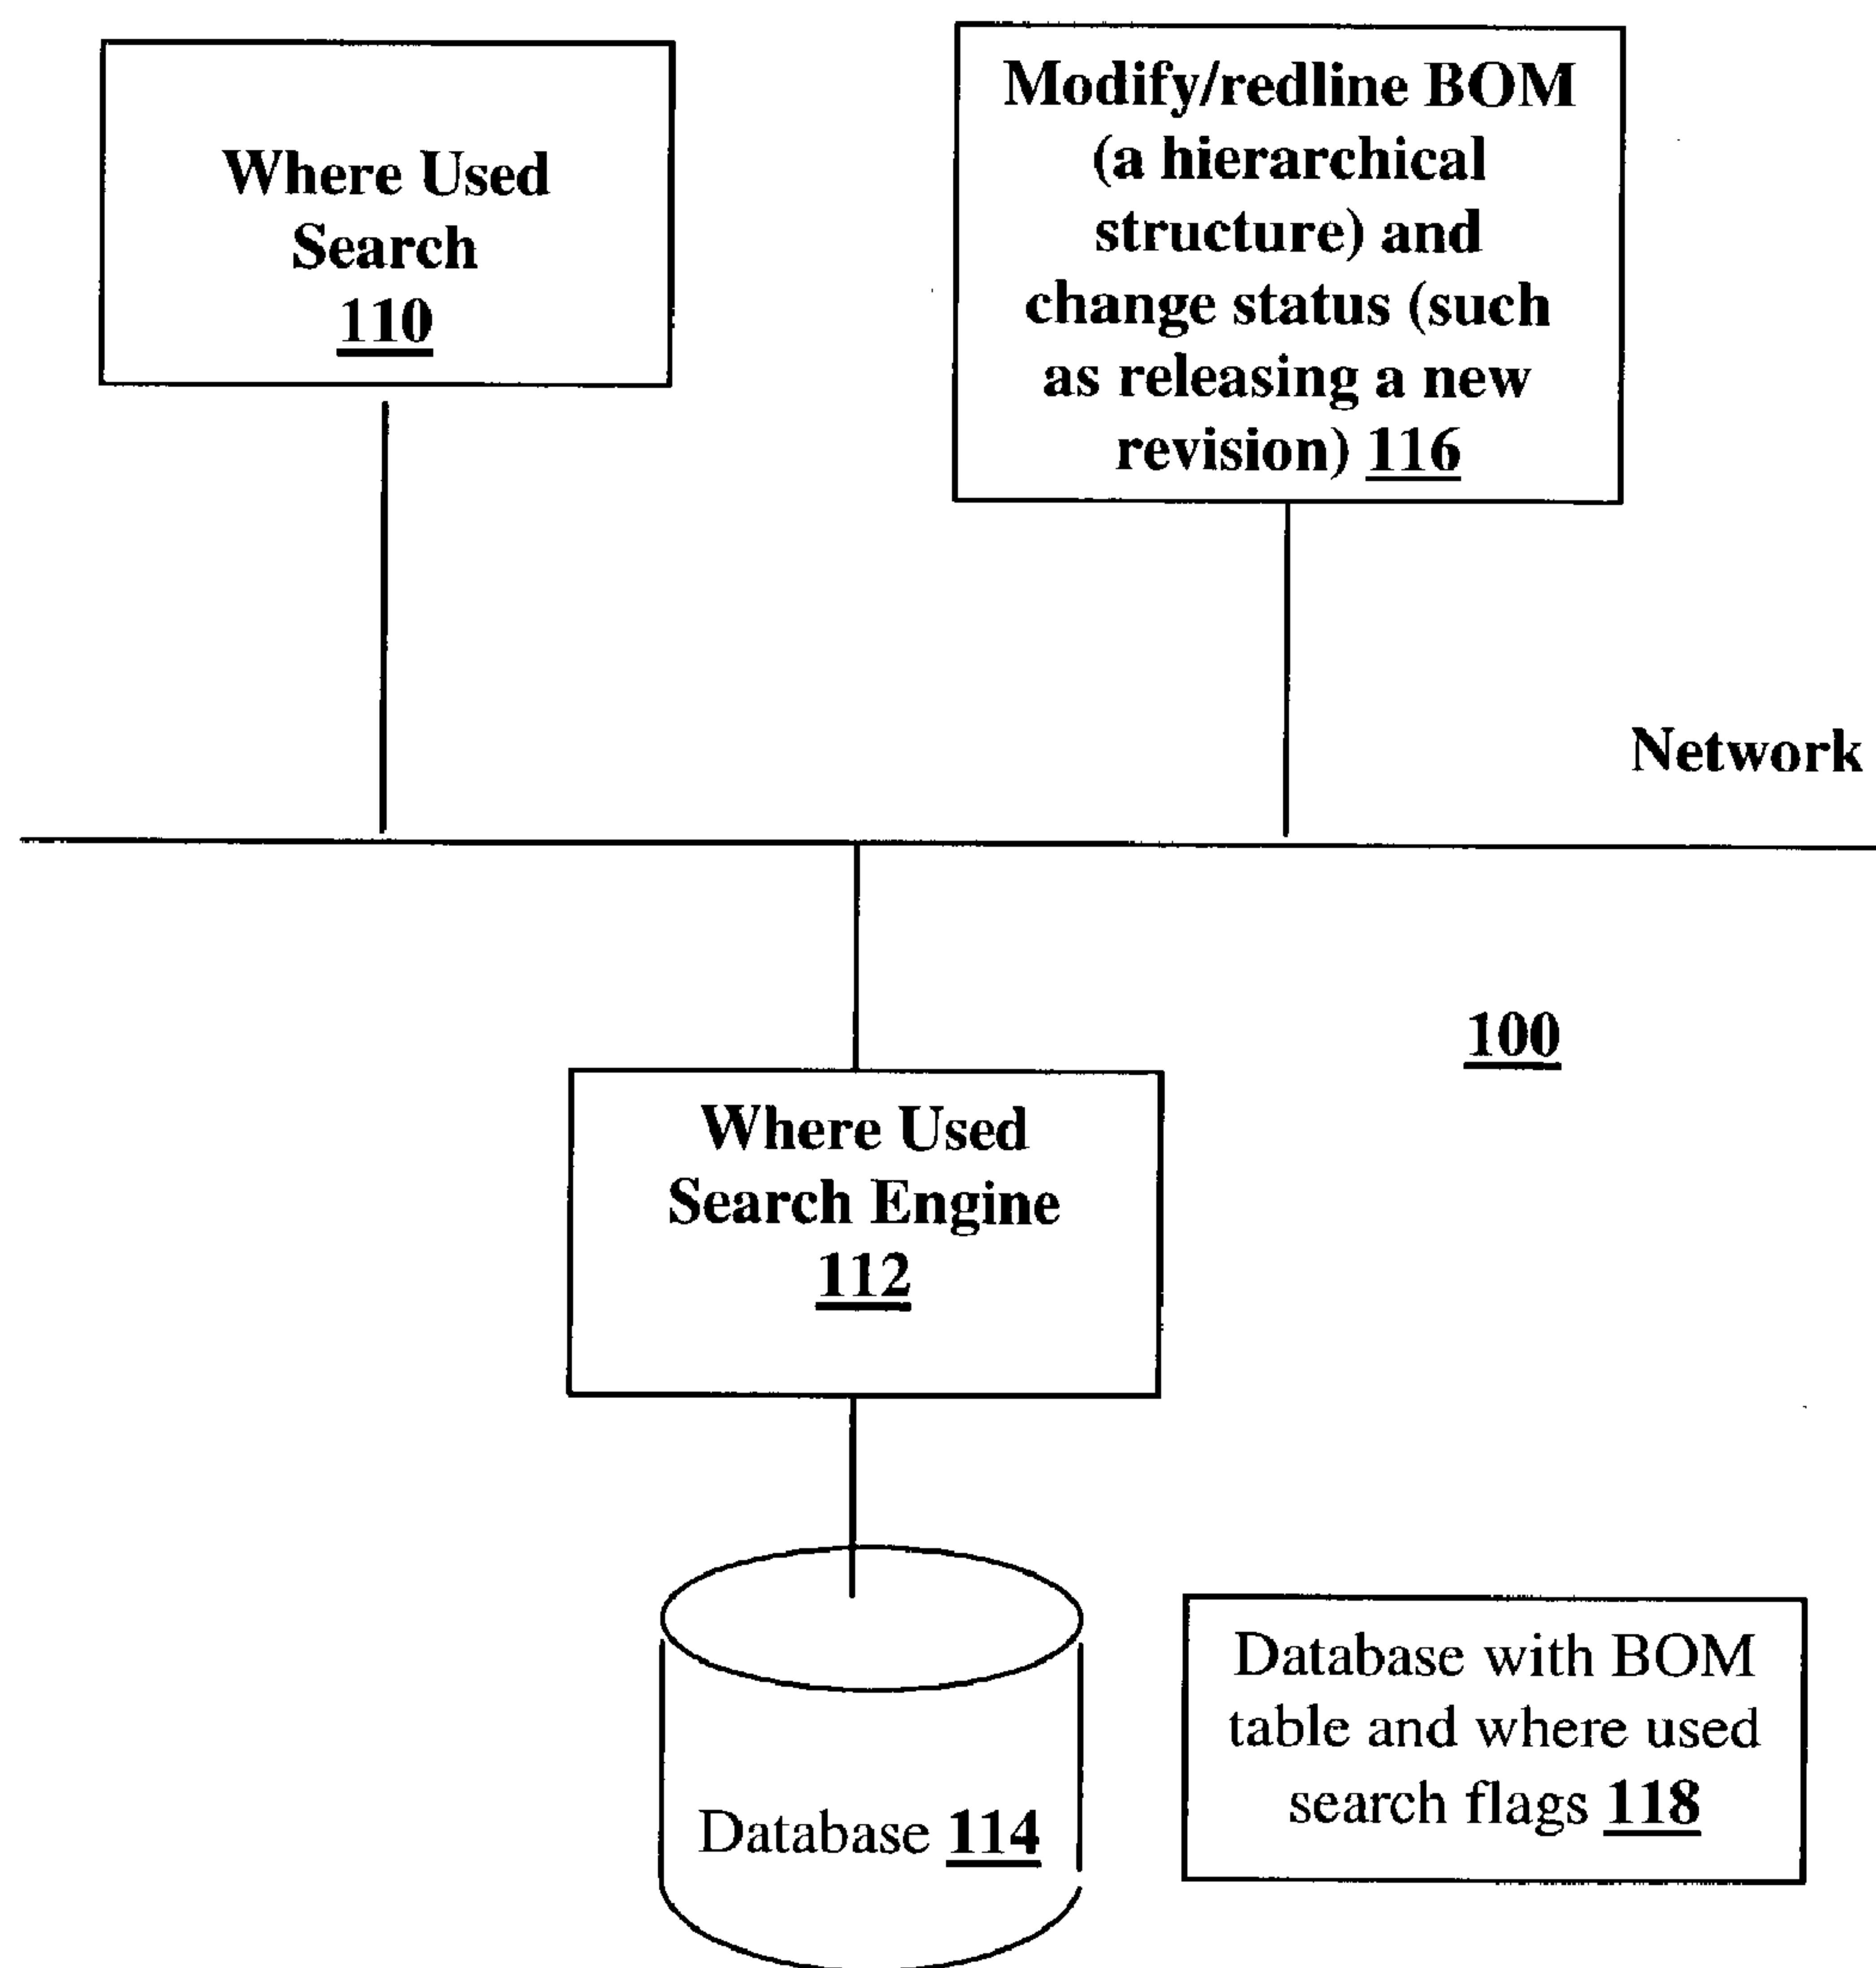 Where Used
Search
110
Modify/redline BOM
(a hierarchical
structure) and
change status (such
as releasing a new
revision) 116
Network
100
Where Used
Search Engine
112
Database 114
Database with BOM
table and where used
search flags 118